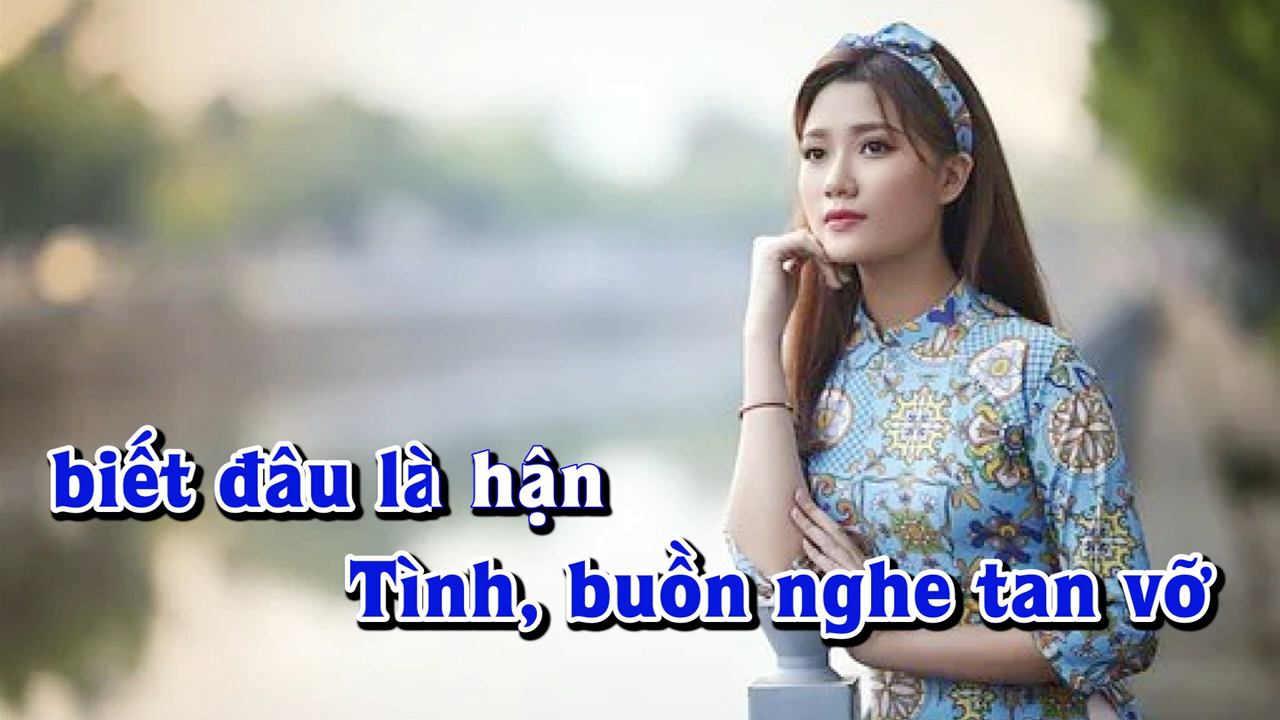 biết đâu là hận
Tình, buồn nghe tan vỡ